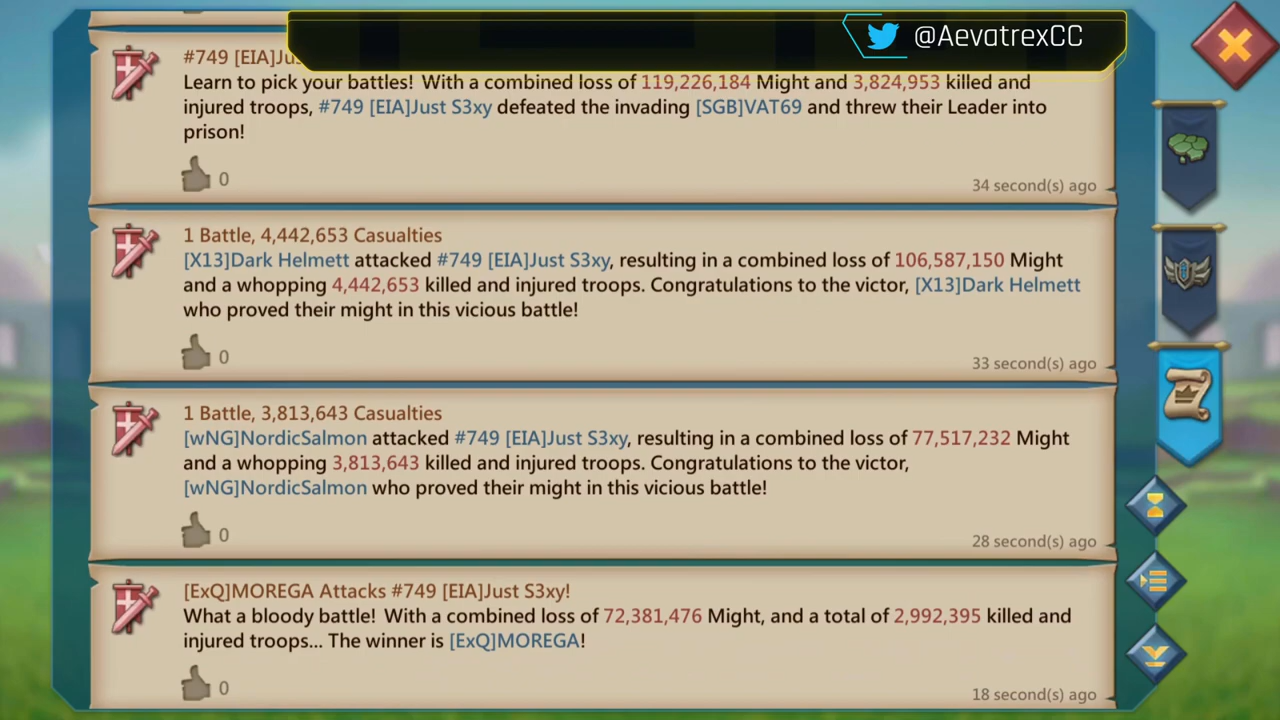 @AevatrexCC
#749 [EIA]Jus
Learn to pick your battles! With a combined loss of 119,226,184 Might and 3,824,953 killed and
injured troops, #749 [EIA]Just S3xy defeated the invading [SGB]VAT69 and threw their Leader into
prison!
0
34 second(s) ago
1 Battle, 4,442,653 Casualties
[X13]Dark Helmett attacked #749 [EIA]Just S3xy, resulting in a combined loss of 106,587,150 Might
and a whopping 4,442,653 killed and injured troops. Congratulations to the victor, [X13]Dark Helmett
who proved their might in this vicious battle!
0
33 second(s) ago
1 Battle, 3,813,643 Casualties
[wNG]NordicSalmon attacked #749 [EIA]Just S3xy, resulting in a combined loss of 77,517,232 Might
and a whopping 3,813,643 killed and injured troops. Congratulations to the victor,
[wNG]NordicSalmon who proved their might in this vicious battle!
0
28 second(s) ago
[ExQ]MOREGA Attacks #749 [EIA]Just S3xy!
What a bloody battle! With a combined loss of 72,381,476 Might, and a total of 2,992,395 killed and
injured troops... The winner is [ExQ]MOREGA!
0
18 second(s) ago